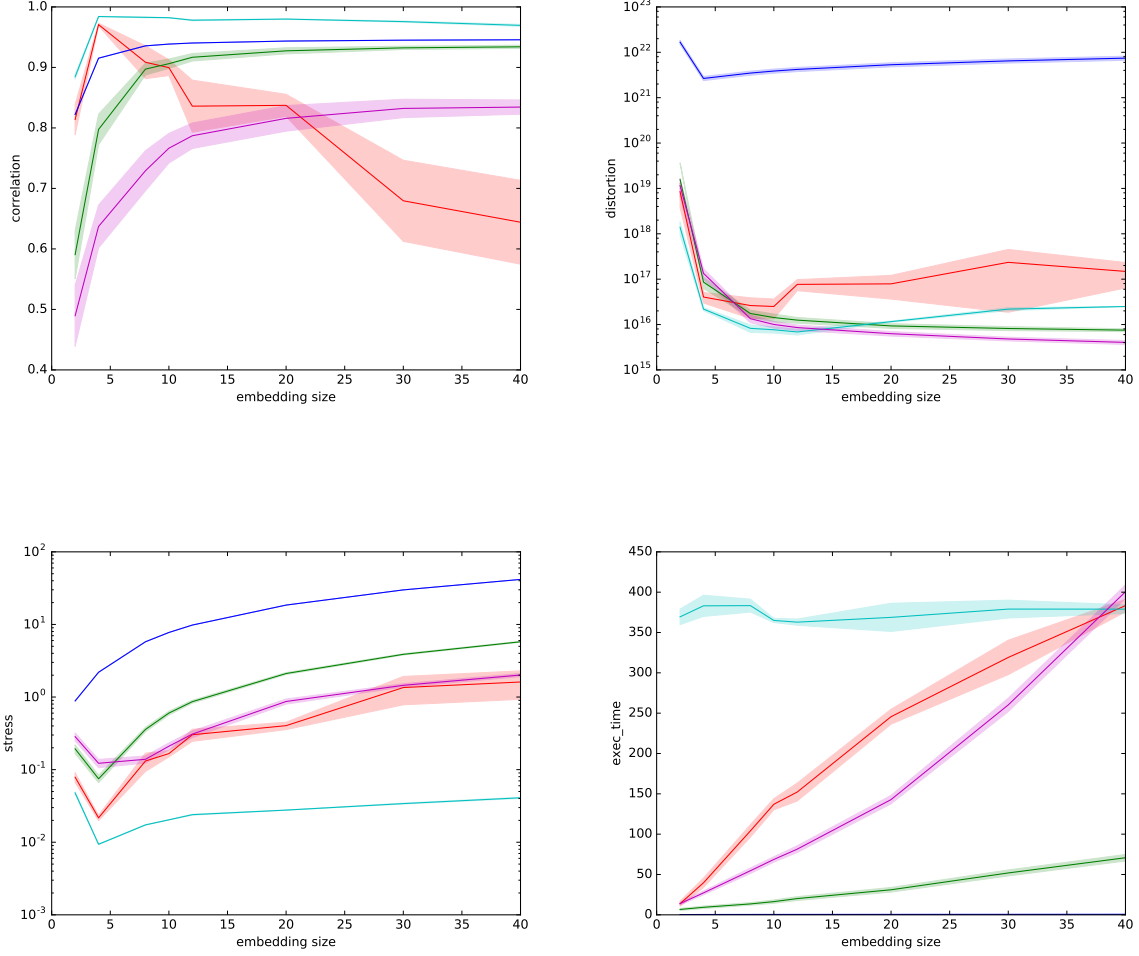 1.0
0.9
0.8
0.7
0.6
0.5
0.4
correlation
0 5 10 15 20 25 30 35 40
embedding size
10^23
10^22
10^21
10^20
10^19
10^18
10^17
10^16
10^15
distortion
0 5 10 15 20 25 30 35 40
embedding size
10^2
10^1
10^0
10^-1
10^-2
10^-3
stress
0 5 10 15 20 25 30 35 40
embedding size
450
400
350
300
250
200
150
100
50
0
exec_time
0 5 10 15 20 25 30 35 40
embedding size